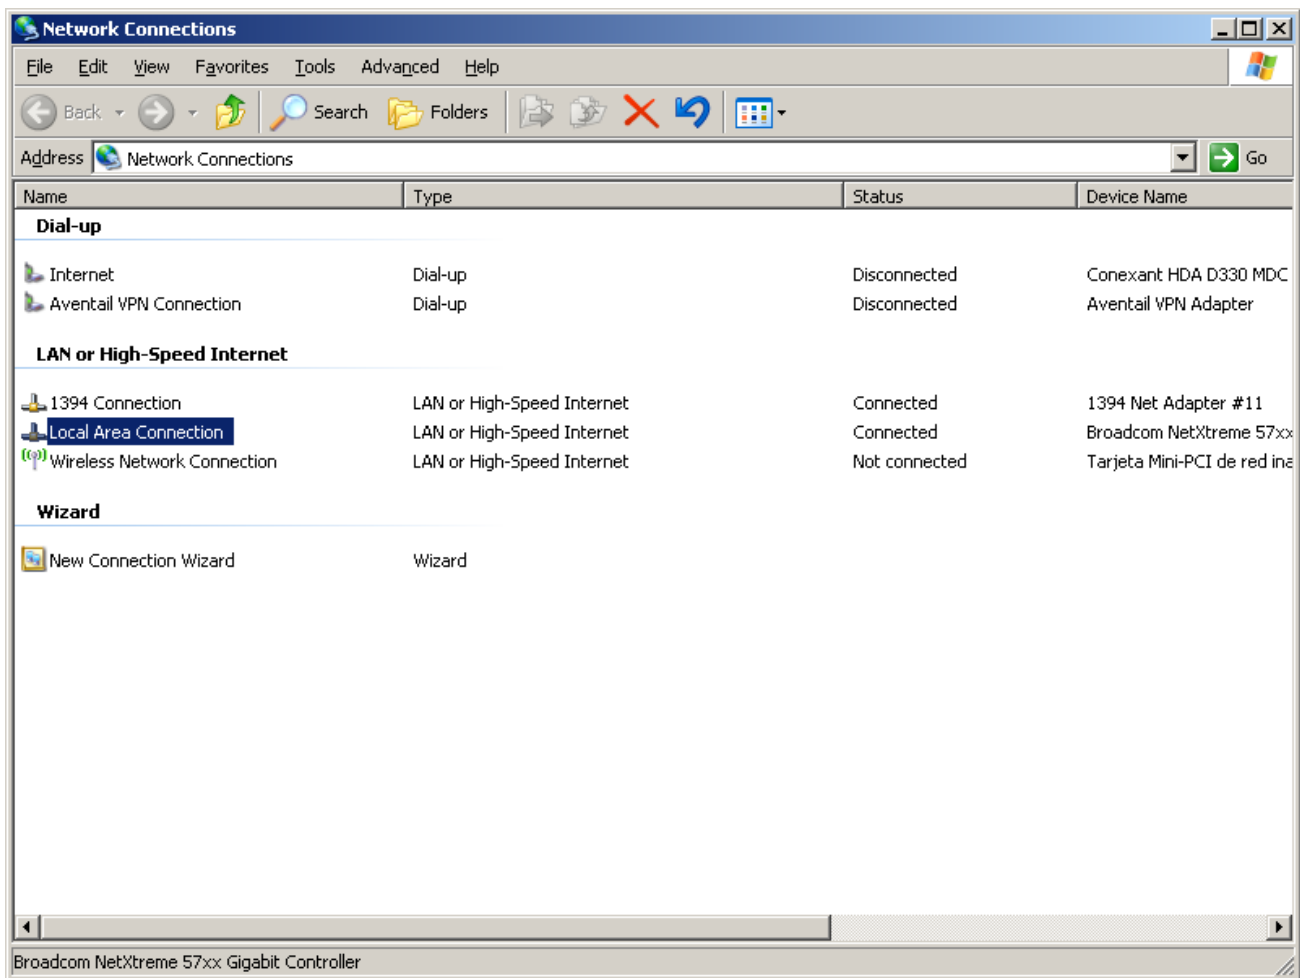 Network Connections
File Edit View Favorites Tools Advanced Help
Back Search Folders
Address Network Connections Go
Name Type Status Device Name
Dial-up
Internet Dial-up Disconnected Conexant HDA D330 MDC
Aventail VPN Connection Dial-up Disconnected Aventail VPN Adapter
LAN or High-Speed Internet
1394 Connection LAN or High-Speed Internet Connected 1394 Net Adapter #11
Local Area Connection LAN or High-Speed Internet Connected Broadcom NetXtreme 57xx
Wireless Network Connection LAN or High-Speed Internet Not connected Tarjeta Mini-PCI de red ina
Wizard
New Connection Wizard Wizard
Broadcom NetXtreme 57xx Gigabit Controller